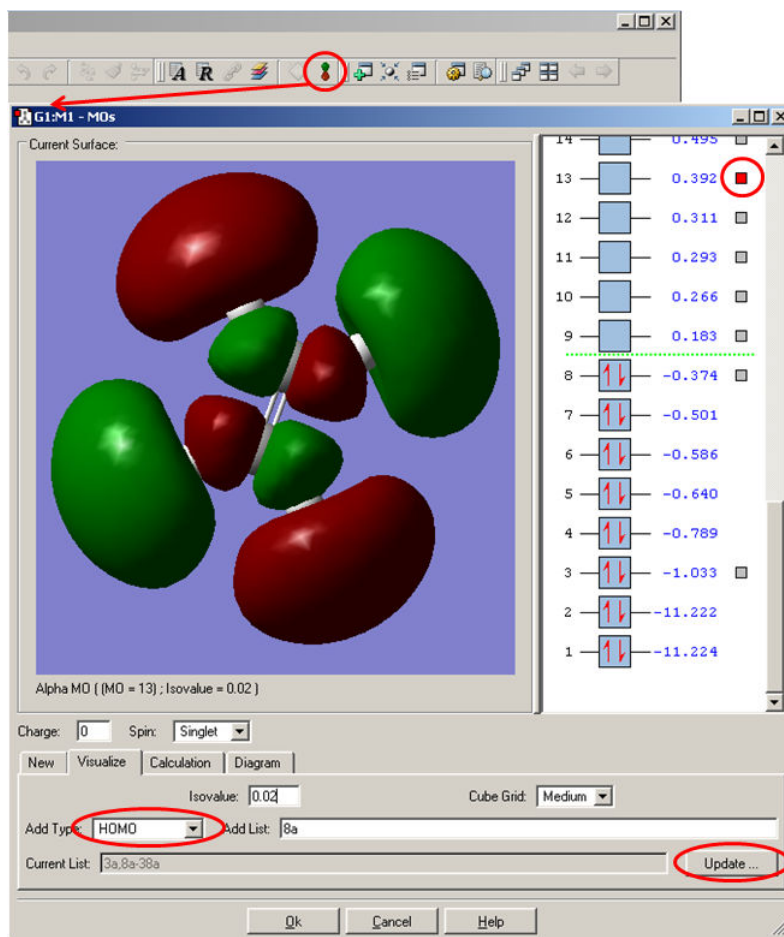 A R
G1:M1 - MOs
Current Surface:
14 0.495
13 0.392
12 0.311
11 0.293
10 0.266
9 0.183
8 -0.374
7 -0.501
6 -0.586
5 -0.640
4 -0.789
3 -1.033
2 -11.222
1 -11.224
Alpha MO ( (MO = 13) ; Isovalue = 0.02 )
Charge: 0 Spin: Singlet
New Visualize Calculation Diagram
Isovalue: 0.02 Cube Grid: Medium
Add Type: HOMO Add List: 8a
Current List: 3a,8a-38a Update ...
Ok Cancel Help